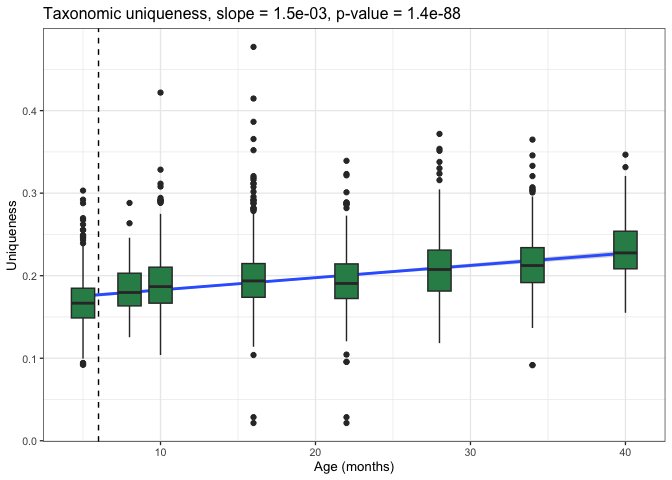 Taxonomic uniqueness, slope = 1.5e-03, p-value = 1.4e-88
Uniqueness
0.4
0.3
0.2
0.1
0.0
10 20 30 40
Age (months)